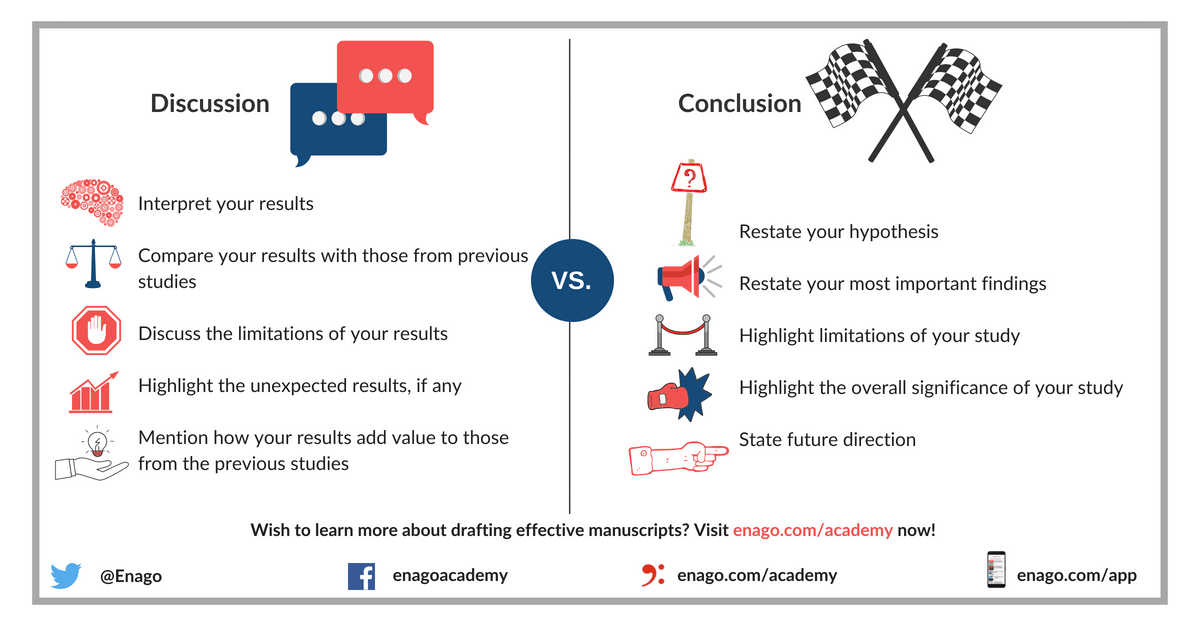 Discussion
Interpret your results
Compare your results with those from previous
studies
Discuss the limitations of your results
Highlight the unexpected results, if any
Mention how your results add value to those
from the previous studies
VS.
Conclusion
?
Restate your hypothesis
Restate your most important findings
Highlight limitations of your study
Highlight the overall significance of your study
State future direction
Wish to learn more about drafting effective manuscripts? Visit enago.com/academy now!
@Enago
enagoacademy
enago.com/academy
enago.com/app